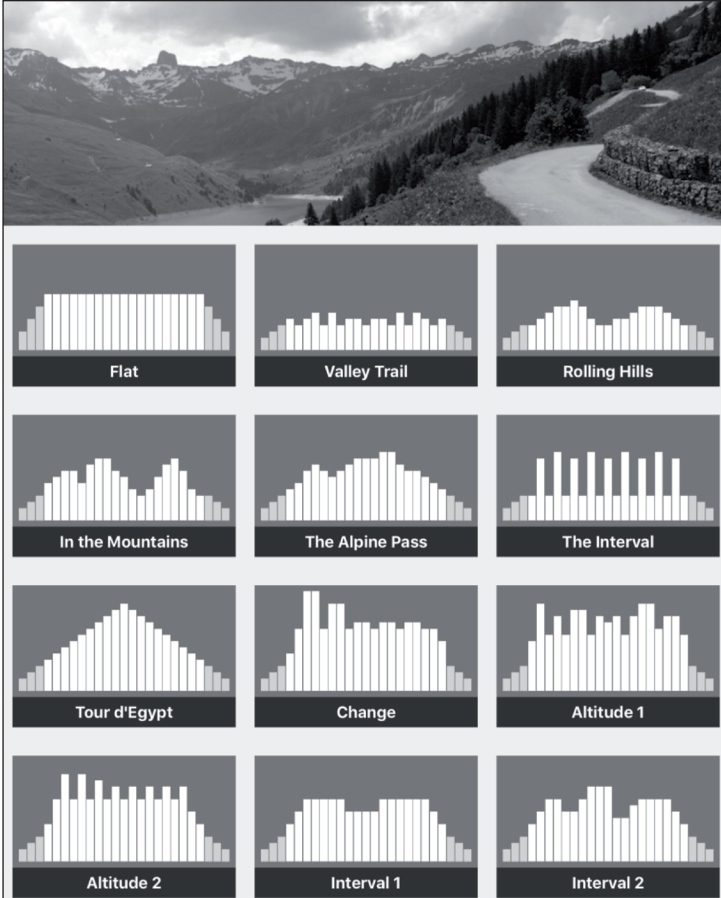 Flat
Valley Trail
Rolling Hills
In the Mountains
The Alpine Pass
The Interval
Tour d'Egypt
Change
Altitude 1
Altitude 2
Interval 1
Interval 2